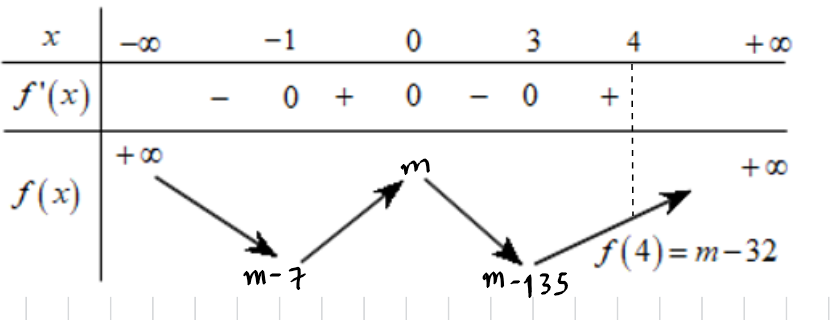 x −∞ −1 0 3 4 +∞
f'(x) − 0 + 0 − 0 +
+∞ m +∞
f(x)
f(4)=m−32
m-7 m-135